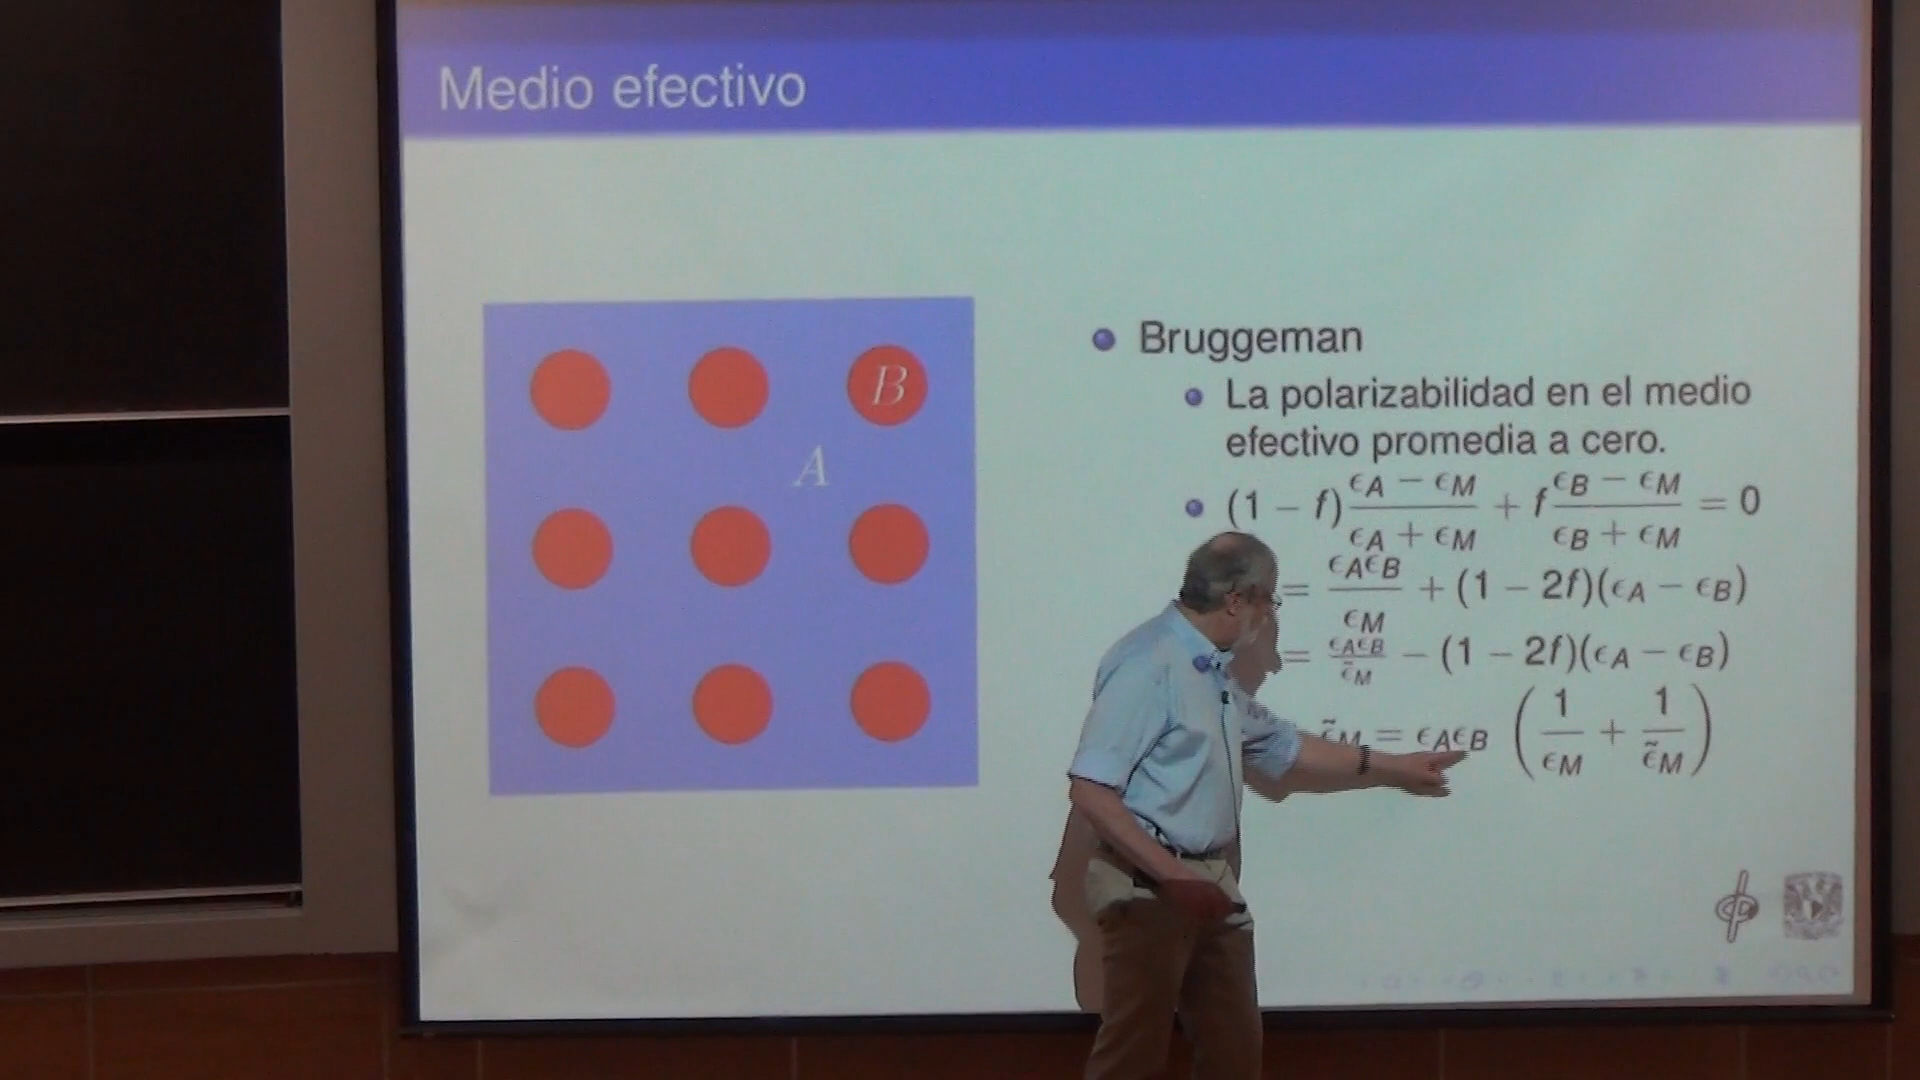 Medio efectivo
B
A
Bruggeman
La polarizabilidad en el medio
efectivo promedia a cero.
(1 − f) (ϵA − ϵM)/(ϵA + ϵM) + f (ϵB − ϵM)/(ϵB + ϵM) = 0
= ϵAϵB/ϵM + (1 − 2f)(ϵA − ϵB)
= ϵAϵB/ϵ̃M − (1 − 2f)(ϵA − ϵB)
ϵ̃M = ϵAϵB (1/ϵM + 1/ϵ̃M)